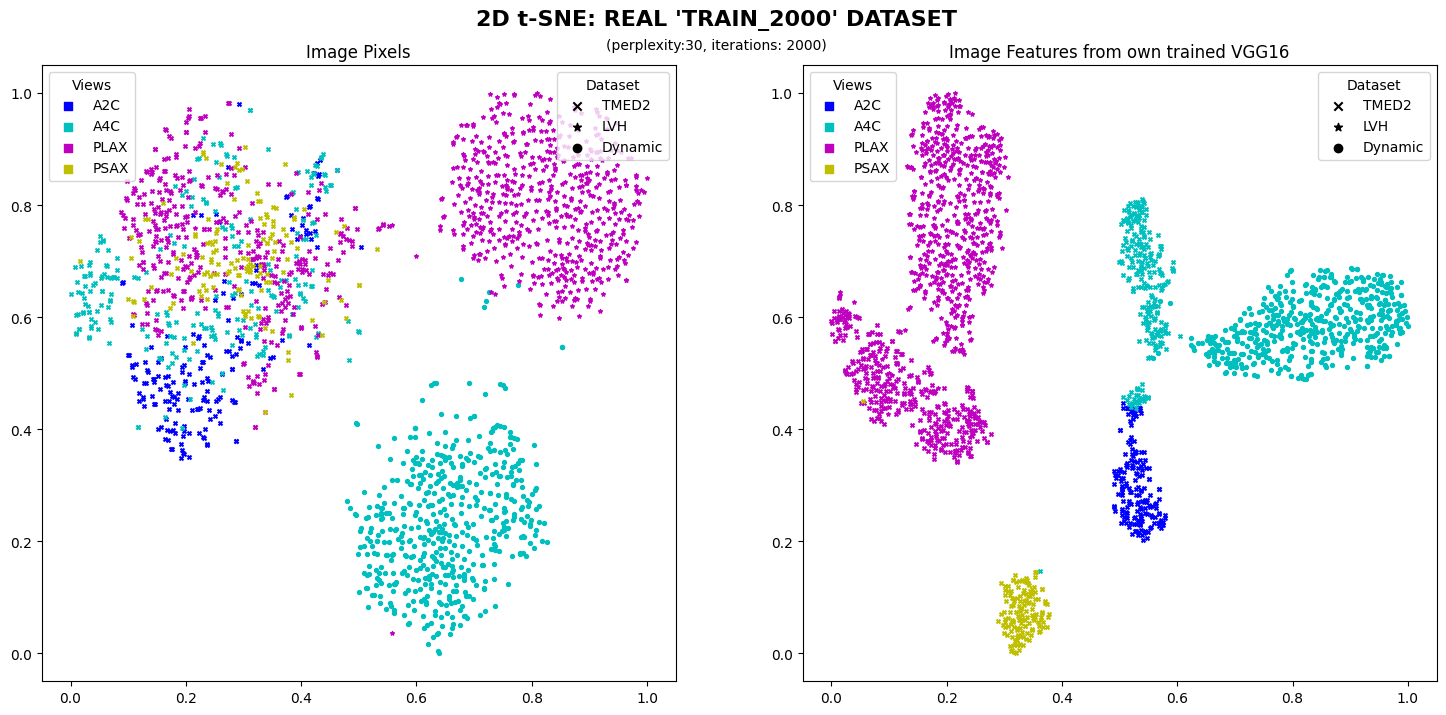 2D t-SNE: REAL 'TRAIN_2000' DATASET
(perplexity:30, iterations: 2000)
Image Pixels
Views
A2C
A4C
PLAX
PSAX
Dataset
TMED2
LVH
Dynamic
1.0
0.8
0.6
0.4
0.2
0.0
0.0 0.2 0.4 0.6 0.8 1.0
Image Features from own trained VGG16
Views
A2C
A4C
PLAX
PSAX
Dataset
TMED2
LVH
Dynamic
1.0
0.8
0.6
0.4
0.2
0.0
0.0 0.2 0.4 0.6 0.8 1.0